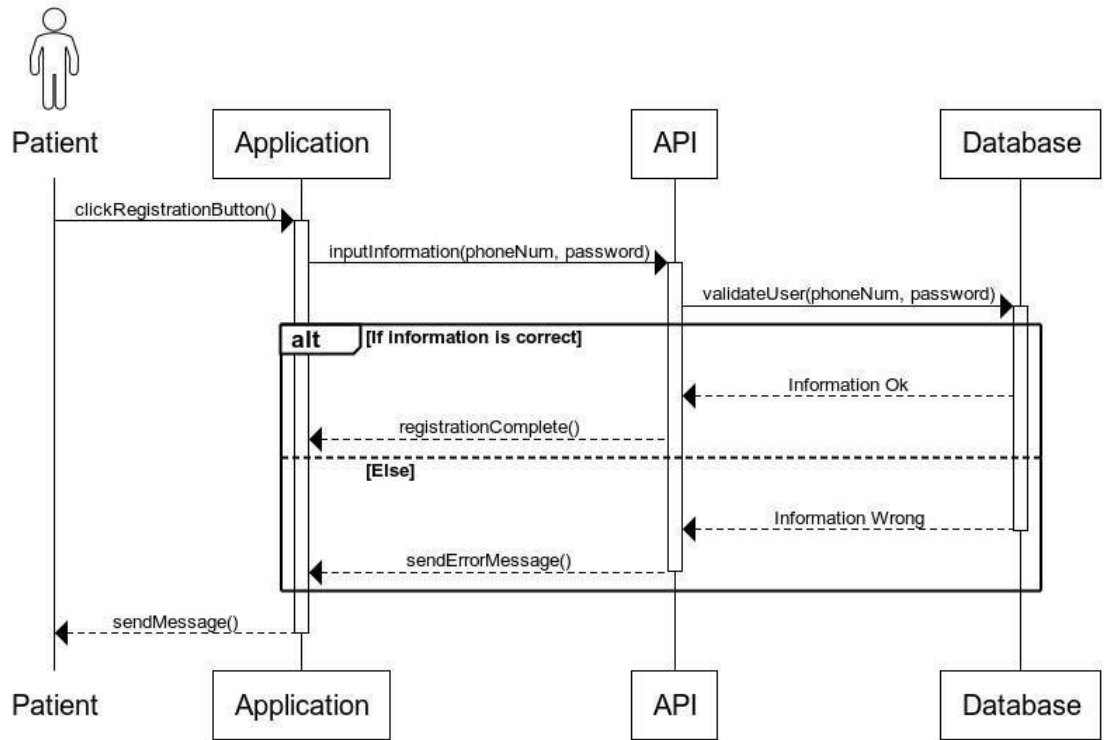 Patient
Application
API
Database
clickRegistrationButton()
inputInformation(phoneNum, password)
validateUser(phoneNum, password)
alt
[If information is correct]
Information Ok
registrationComplete()
[Else]
Information Wrong
sendErrorMessage()
sendMessage()
Patient
Application
API
Database